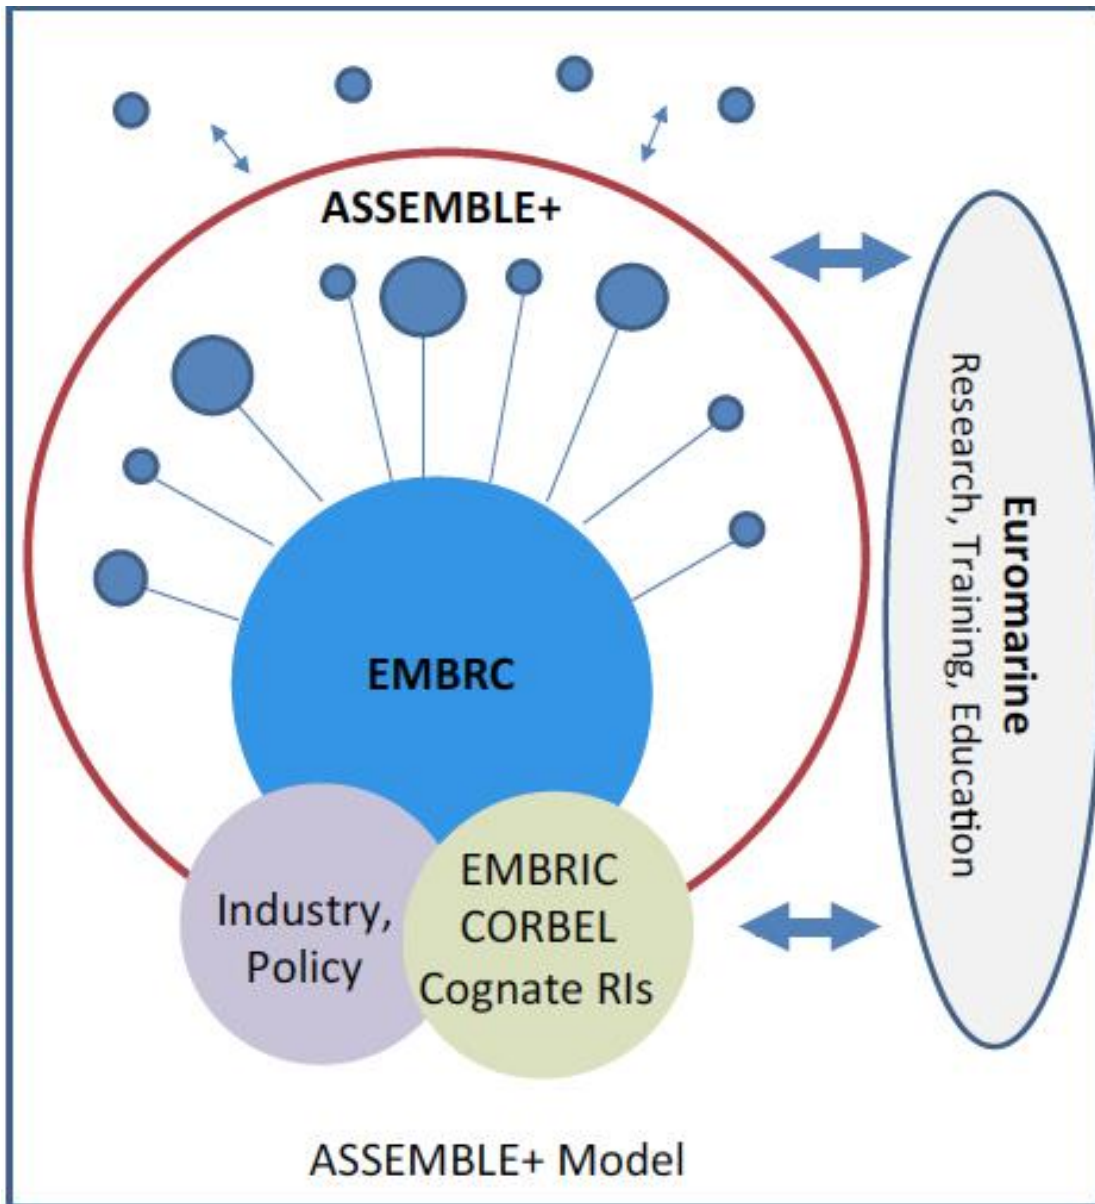 ASSEMBLE+
EMBRC
Industry,
Policy
EMBRIC
CORBEL
Cognate RIs
Euromarine
Research, Training, Education
ASSEMBLE+ Model